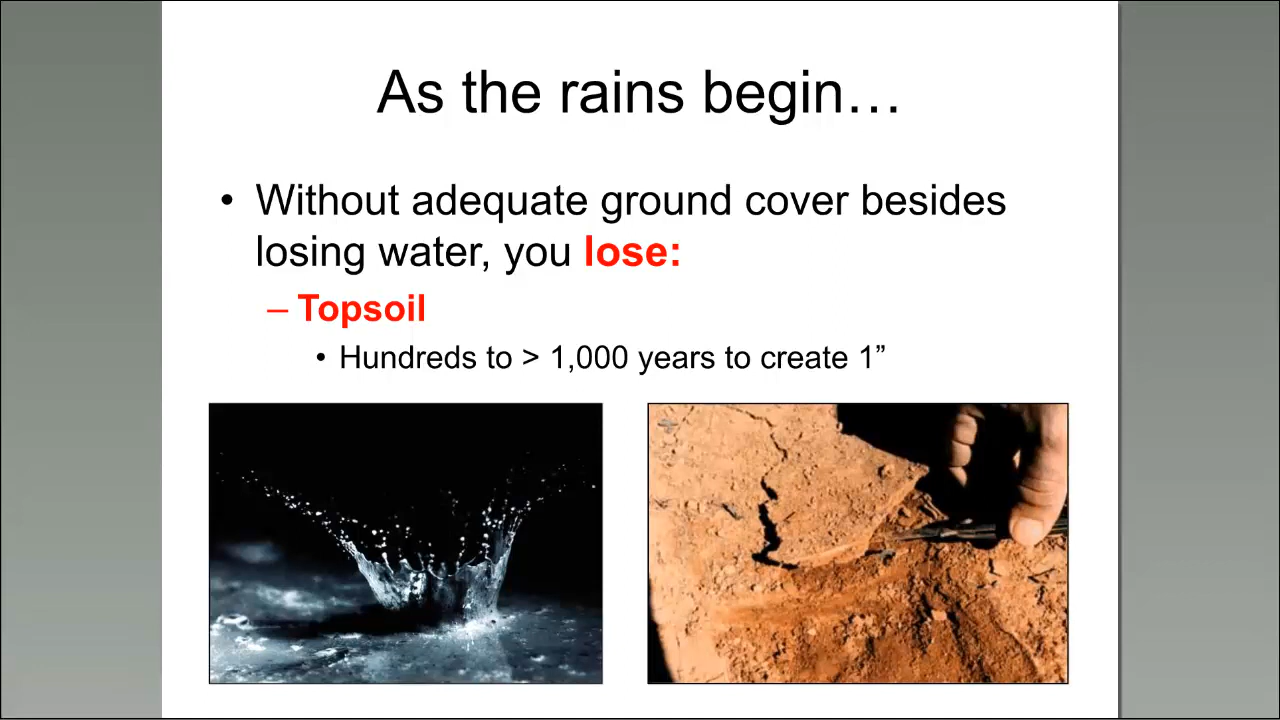 As the rains begin…
• Without adequate ground cover besides
losing water, you lose:
– Topsoil
• Hundreds to > 1,000 years to create 1”